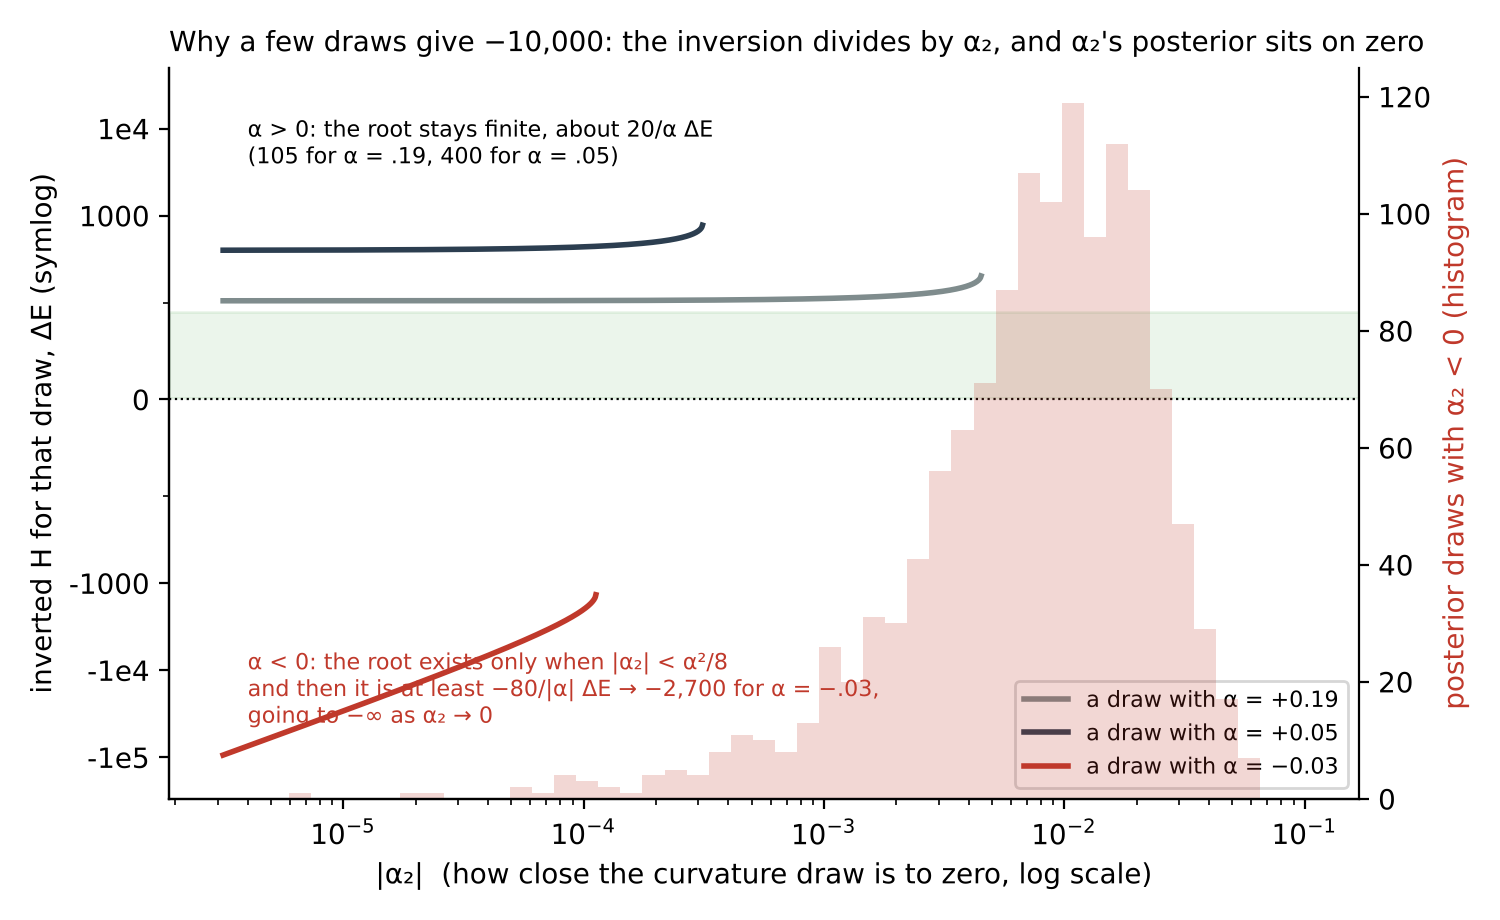 Why a few draws give −10,000: the inversion divides by α₂, and α₂'s posterior sits on zero
inverted H for that draw, ΔE (symlog)
1e4
1000
0
-1000
-1e4
-1e5
α > 0: the root stays finite, about 20/α ΔE
(105 for α = .19, 400 for α = .05)
α < 0: the root exists only when |α₂| < α²/8
and then it is at least −80/|α| ΔE → −2,700 for α = −.03,
going to −∞ as α₂ → 0
a draw with α = +0.19
a draw with α = +0.05
a draw with α = −0.03
120
100
80
60
40
20
0
posterior draws with α₂ < 0 (histogram)
10⁻⁵
10⁻⁴
10⁻³
10⁻²
10⁻¹
|α₂|  (how close the curvature draw is to zero, log scale)